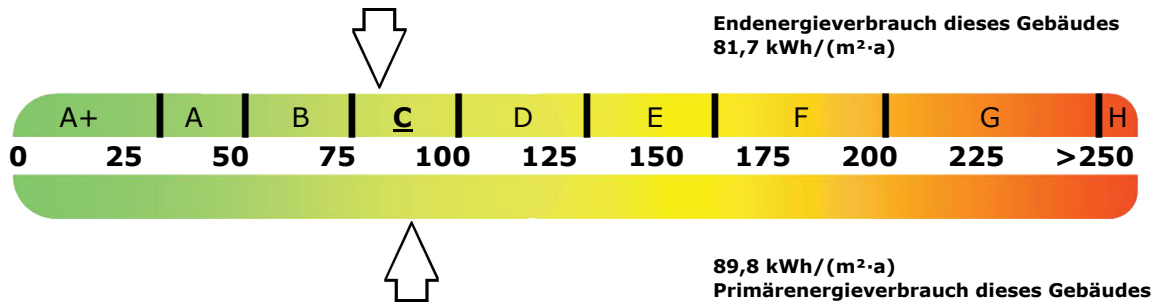 Endenergieverbrauch dieses Gebäudes
81,7 kWh/(m²·a)
A+ A B C D E F G H
0 25 50 75 100 125 150 175 200 225 >250
89,8 kWh/(m²·a)
Primärenergieverbrauch dieses Gebäudes